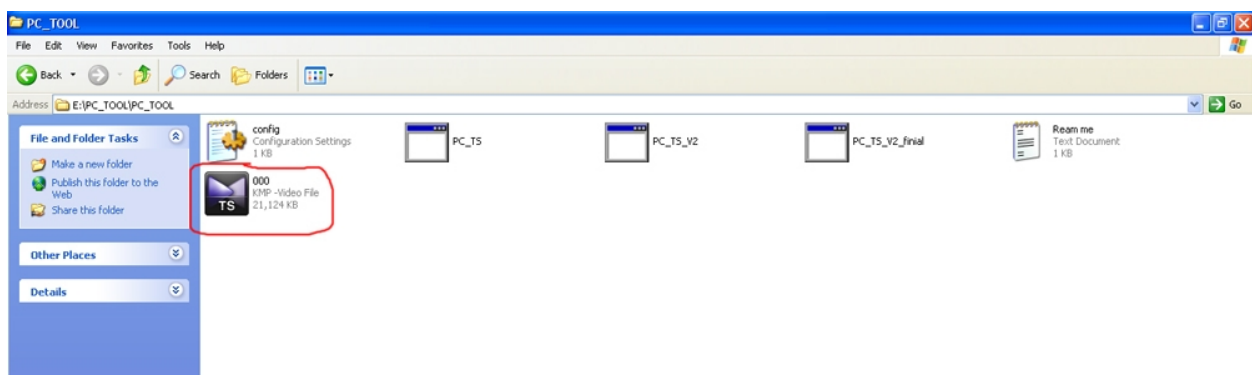 PC_TOOL
File Edit View Favorites Tools Help
Back Search Folders
Address E:\PC_TOOL\PC_TOOL Go
File and Folder Tasks
Make a new folder
Publish this folder to the
Web
Share this folder
Other Places
Details
config
Configuration Settings
1 KB
PC_TS
PC_TS_V2
PC_TS_V2_finial
Ream me
Text Document
1 KB
TS
000
KMP -Video File
21,124 KB